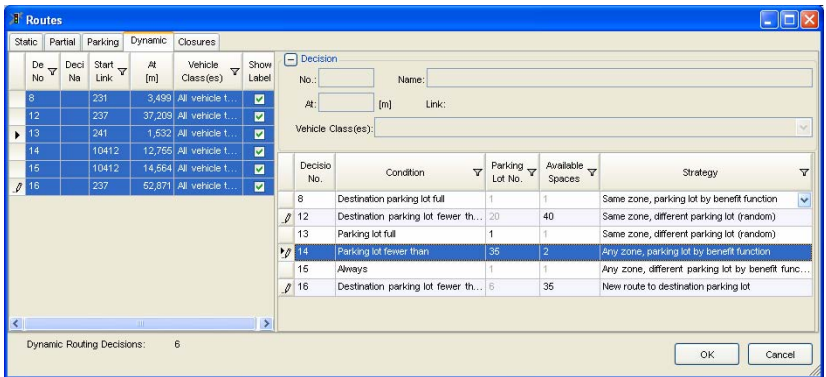 Routes
Static Partial Parking Dynamic Closures
De No Deci Na Start Link At [m] Vehicle Class(es) Show Label
8 231 3,499 All vehicle t...
12 237 37,209 All vehicle t...
13 241 1,532 All vehicle t...
14 10412 12,755 All vehicle t...
15 10412 14,564 All vehicle t...
16 237 52,871 All vehicle t...
Decision
No.: Name:
At: [m] Link:
Vehicle Class(es):
Decisio No. Condition Parking Lot No. Available Spaces Strategy
8 Destination parking lot full 1 1 Same zone, parking lot by benefit function
12 Destination parking lot fewer th... 20 40 Same zone, different parking lot (random)
13 Parking lot full 1 1 Same zone, different parking lot (random)
14 Parking lot fewer than 35 2 Any zone, parking lot by benefit function
15 Always 1 1 Any zone, different parking lot by benefit func...
16 Destination parking lot fewer th... 6 35 New route to destination parking lot
Dynamic Routing Decisions: 6
OK Cancel